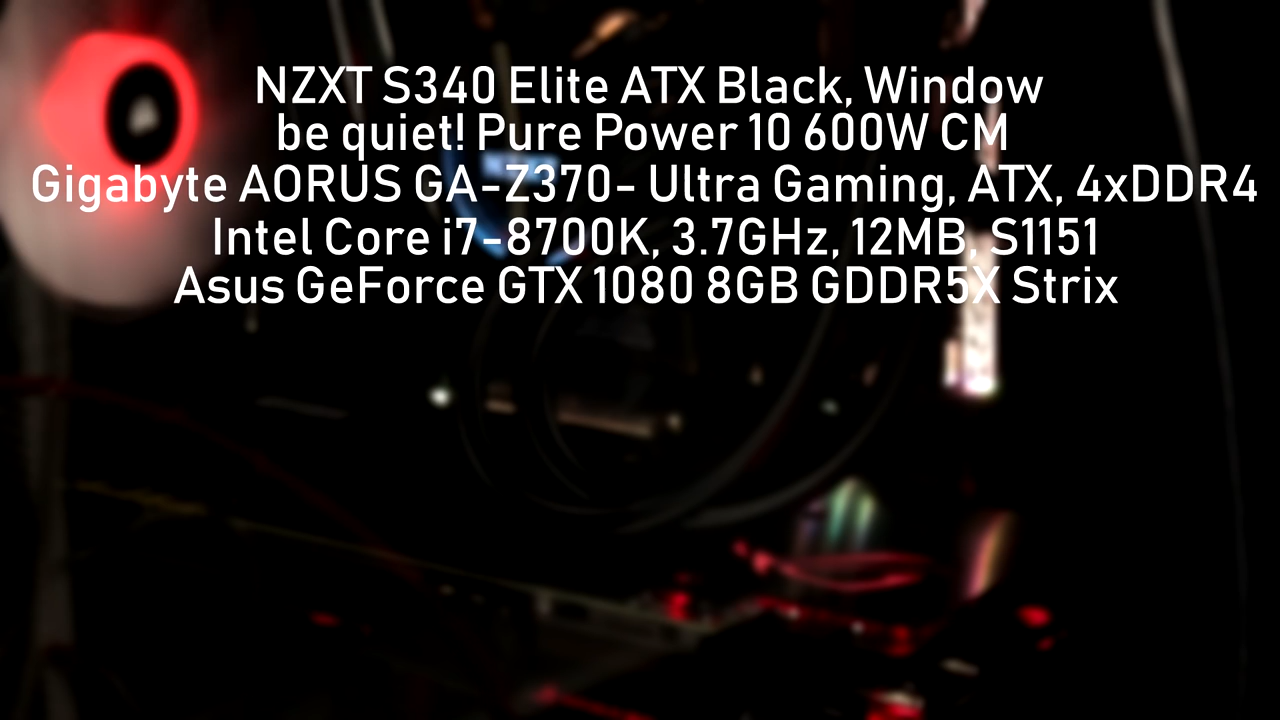 NZXT S340 Elite ATX Black, Window
be quiet! Pure Power 10 600W CM
Gigabyte AORUS GA-Z370- Ultra Gaming, ATX, 4xDDR4
Intel Core i7-8700K, 3.7GHz, 12MB, S1151
Asus GeForce GTX 1080 8GB GDDR5X Strix